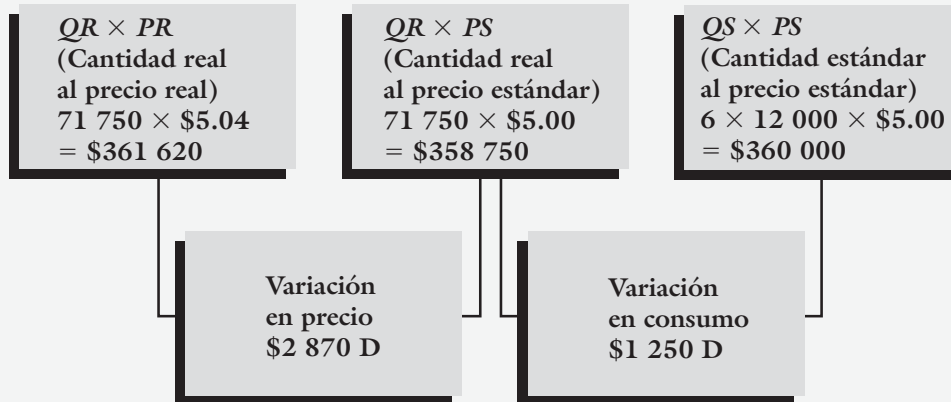 QR × PR
(Cantidad real
al precio real)
71 750 × $5.04
= $361 620
QR × PS
(Cantidad real
al precio estándar)
71 750 × $5.00
= $358 750
QS × PS
(Cantidad estándar
al precio estándar)
6 × 12 000 × $5.00
= $360 000
Variación
en precio
$2 870 D
Variación
en consumo
$1 250 D